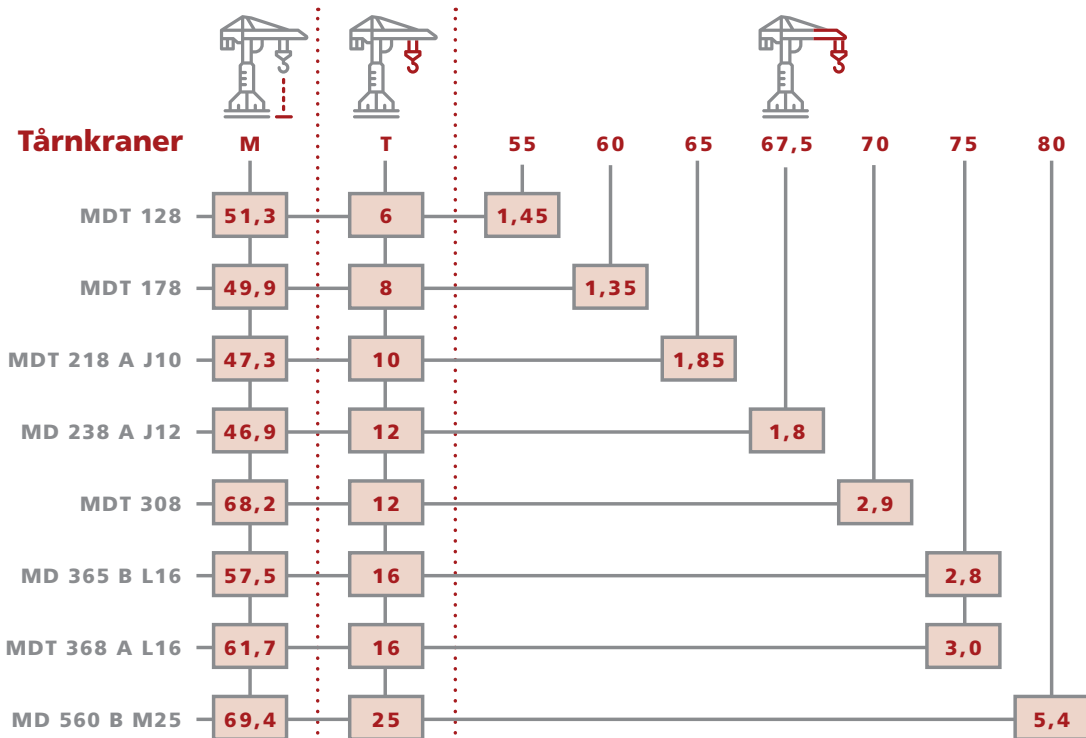 Tårnkraner M T 55 60 65 67,5 70 75 80
MDT 128 51,3 6 1,45
MDT 178 49,9 8 1,35
MDT 218 A J10 47,3 10 1,85
MD 238 A J12 46,9 12 1,8
MDT 308 68,2 12 2,9
MD 365 B L16 57,5 16 2,8
MDT 368 A L16 61,7 16 3,0
MD 560 B M25 69,4 25 5,4